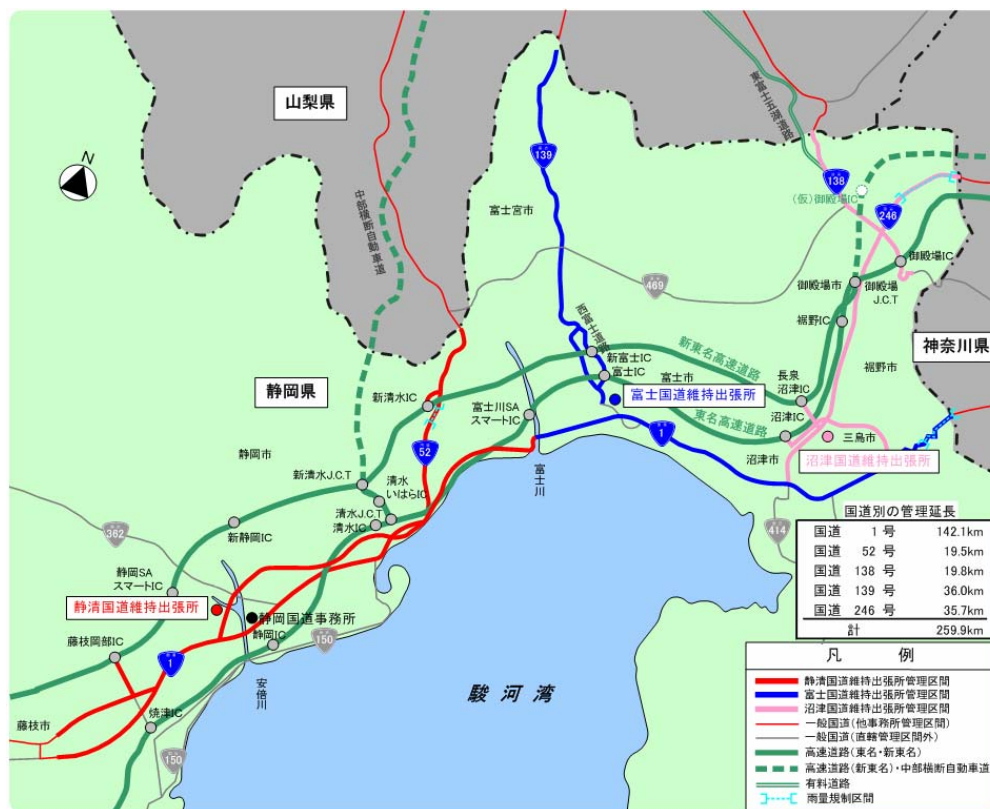 山梨県
N
139
東富士五湖道路
138
(仮)御殿場IC
246
中部横断自動車道
富士宮市
御殿場IC
469
御殿場市
御殿場
J.C.T
西富士道路
裾野IC
神奈川県
新富士IC
新東名高速道路
富士IC
富士市
裾野市
長泉
沼津IC
静岡県
新清水IC
富士川SA
スマートIC
富士国道維持出張所
東名高速道路
沼津IC
1
三島市
52
静岡市
沼津市
沼津国道維持出張所
富士川
新清水J.C.T
清水
いはらIC
清水J.C.T
清水IC
362
新静岡IC
414
静岡SA
スマートIC
静清国道維持出張所
静岡国道事務所
静岡IC
150
藤枝岡部IC
1
安倍川
駿河湾
焼津IC
藤枝市
150
国道別の管理延長
国道 1 号 142.1km
国道 52 号 19.5km
国道 138 号 19.8km
国道 139 号 36.0km
国道 246 号 35.7km
計 259.9km
凡 例
静清国道維持出張所管理区間
富士国道維持出張所管理区間
沼津国道維持出張所管理区間
一般国道(他事務所管理区間)
一般国道(直轄管理区間外)
高速道路(東名・新東名)
高速道路(新東名)・中部横断自動車道
有料道路
雨量規制区間